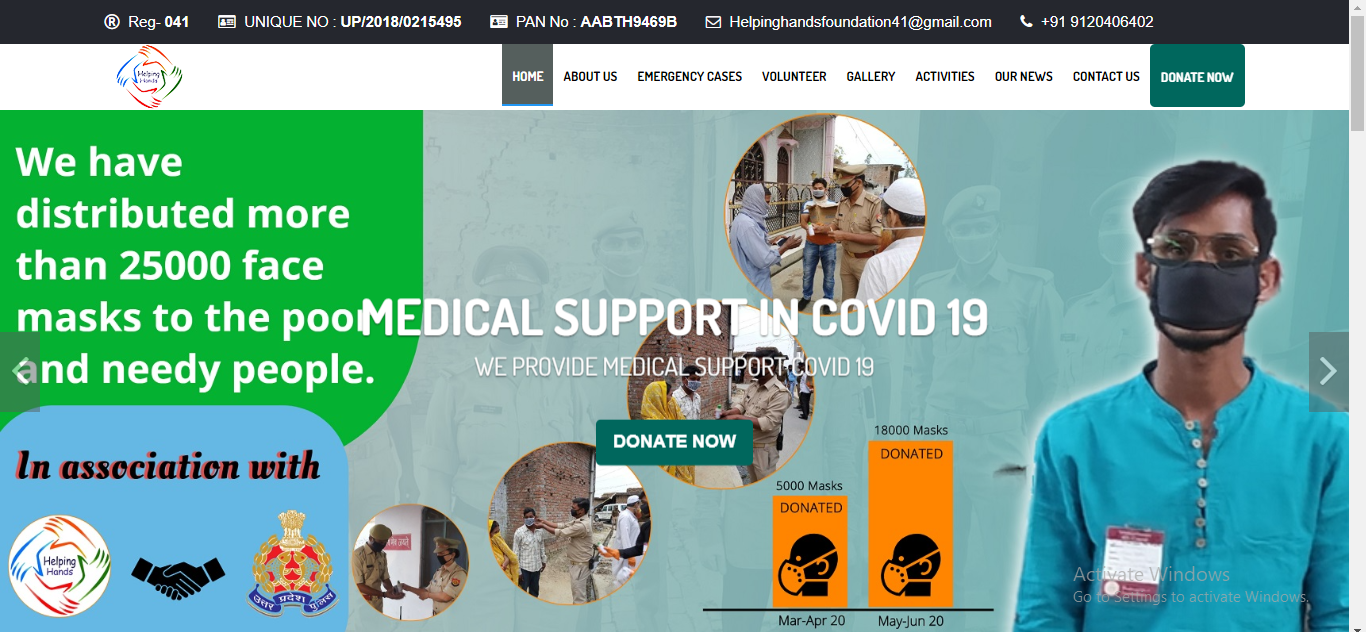 Reg- 041
UNIQUE NO : UP/2018/0215495
PAN No : AABTH9469B
Helpinghandsfoundation41@gmail.com
+91 9120406402
Helping
Hands
HOME
ABOUT US
EMERGENCY CASES
VOLUNTEER
GALLERY
ACTIVITIES
OUR NEWS
CONTACT US
DONATE NOW
We have
distributed more
than 25000 face
masks to the poor
and needy people.
MEDICAL SUPPORT IN COVID 19
WE PROVIDE MEDICAL SUPPORT COVID 19
DONATE NOW
In association with
Helping
Hands
उत्तर प्रदेश पुलिस
18000 Masks
DONATED
5000 Masks
DONATED
Mar-Apr 20
May-Jun 20
Activate Windows
Go to Settings to activate Windows.